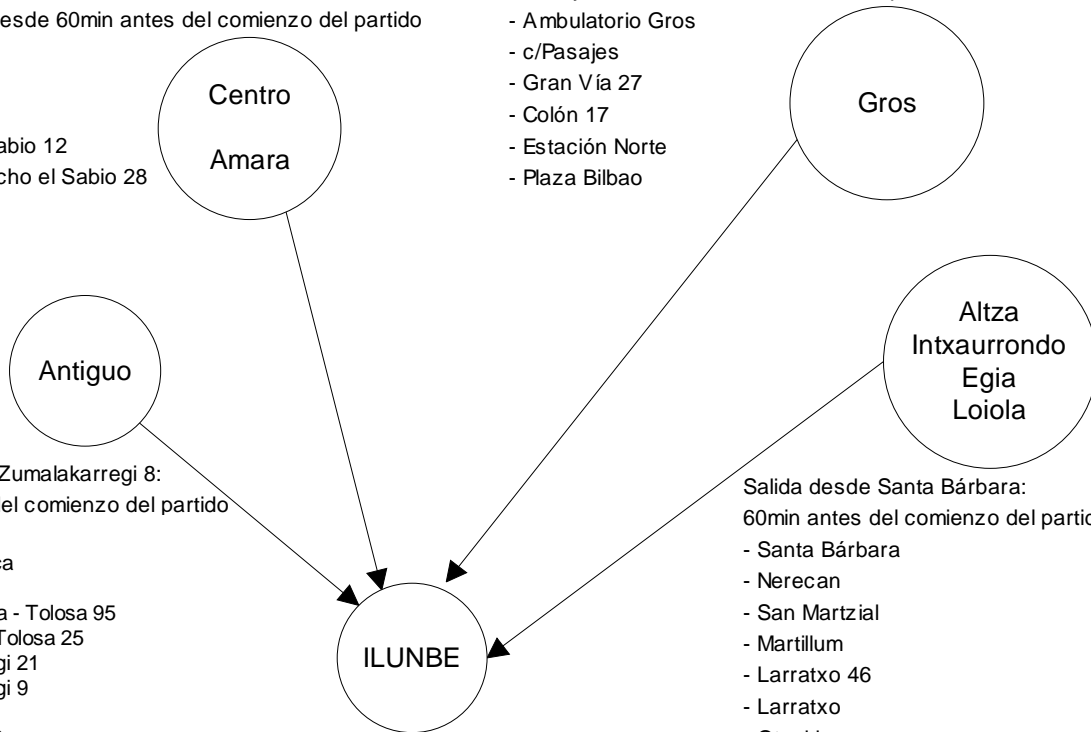 desde 60min antes del comienzo del partido
Centro
Amara
abio 12
cho el Sabio 28
- Ambulatorio Gros
- c/Pasajes
- Gran Vía 27
- Colón 17
- Estación Norte
- Plaza Bilbao
Gros
Antiguo
Zumalakarregi 8:
del comienzo del partido
ca
a - Tolosa 95
Tolosa 25
gi 21
gi 9
Altza
Intxaurrondo
Egia
Loiola
Salida desde Santa Bárbara:
60min antes del comienzo del partid
- Santa Bárbara
- Nerecan
- San Martzial
- Martillum
- Larratxo 46
- Larratxo
ILUNBE